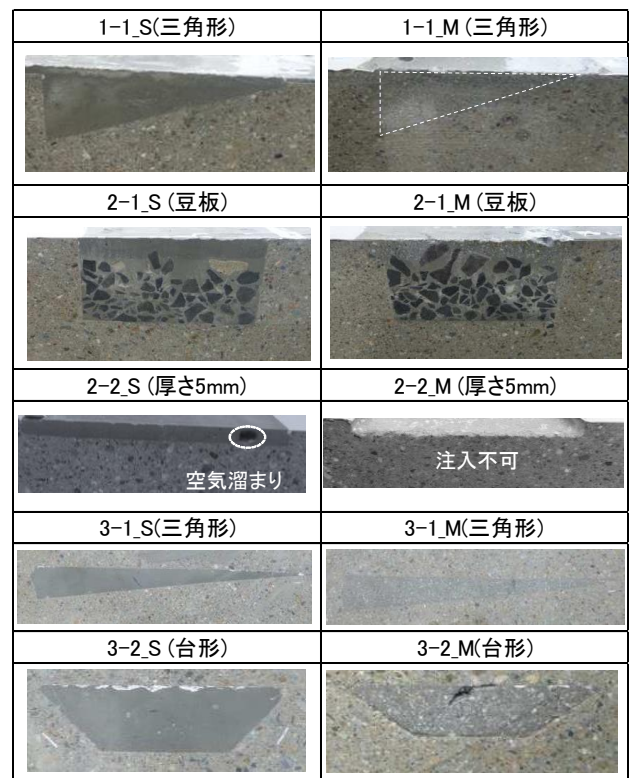 1-1_S(三角形)
1-1_M (三角形)
2-1_S (豆板)
2-1_M (豆板)
2-2_S (厚さ5mm)
2-2_M (厚さ5mm)
空気溜まり
注入不可
3-1_S(三角形)
3-1_M(三角形)
3-2_S (台形)
3-2_M(台形)